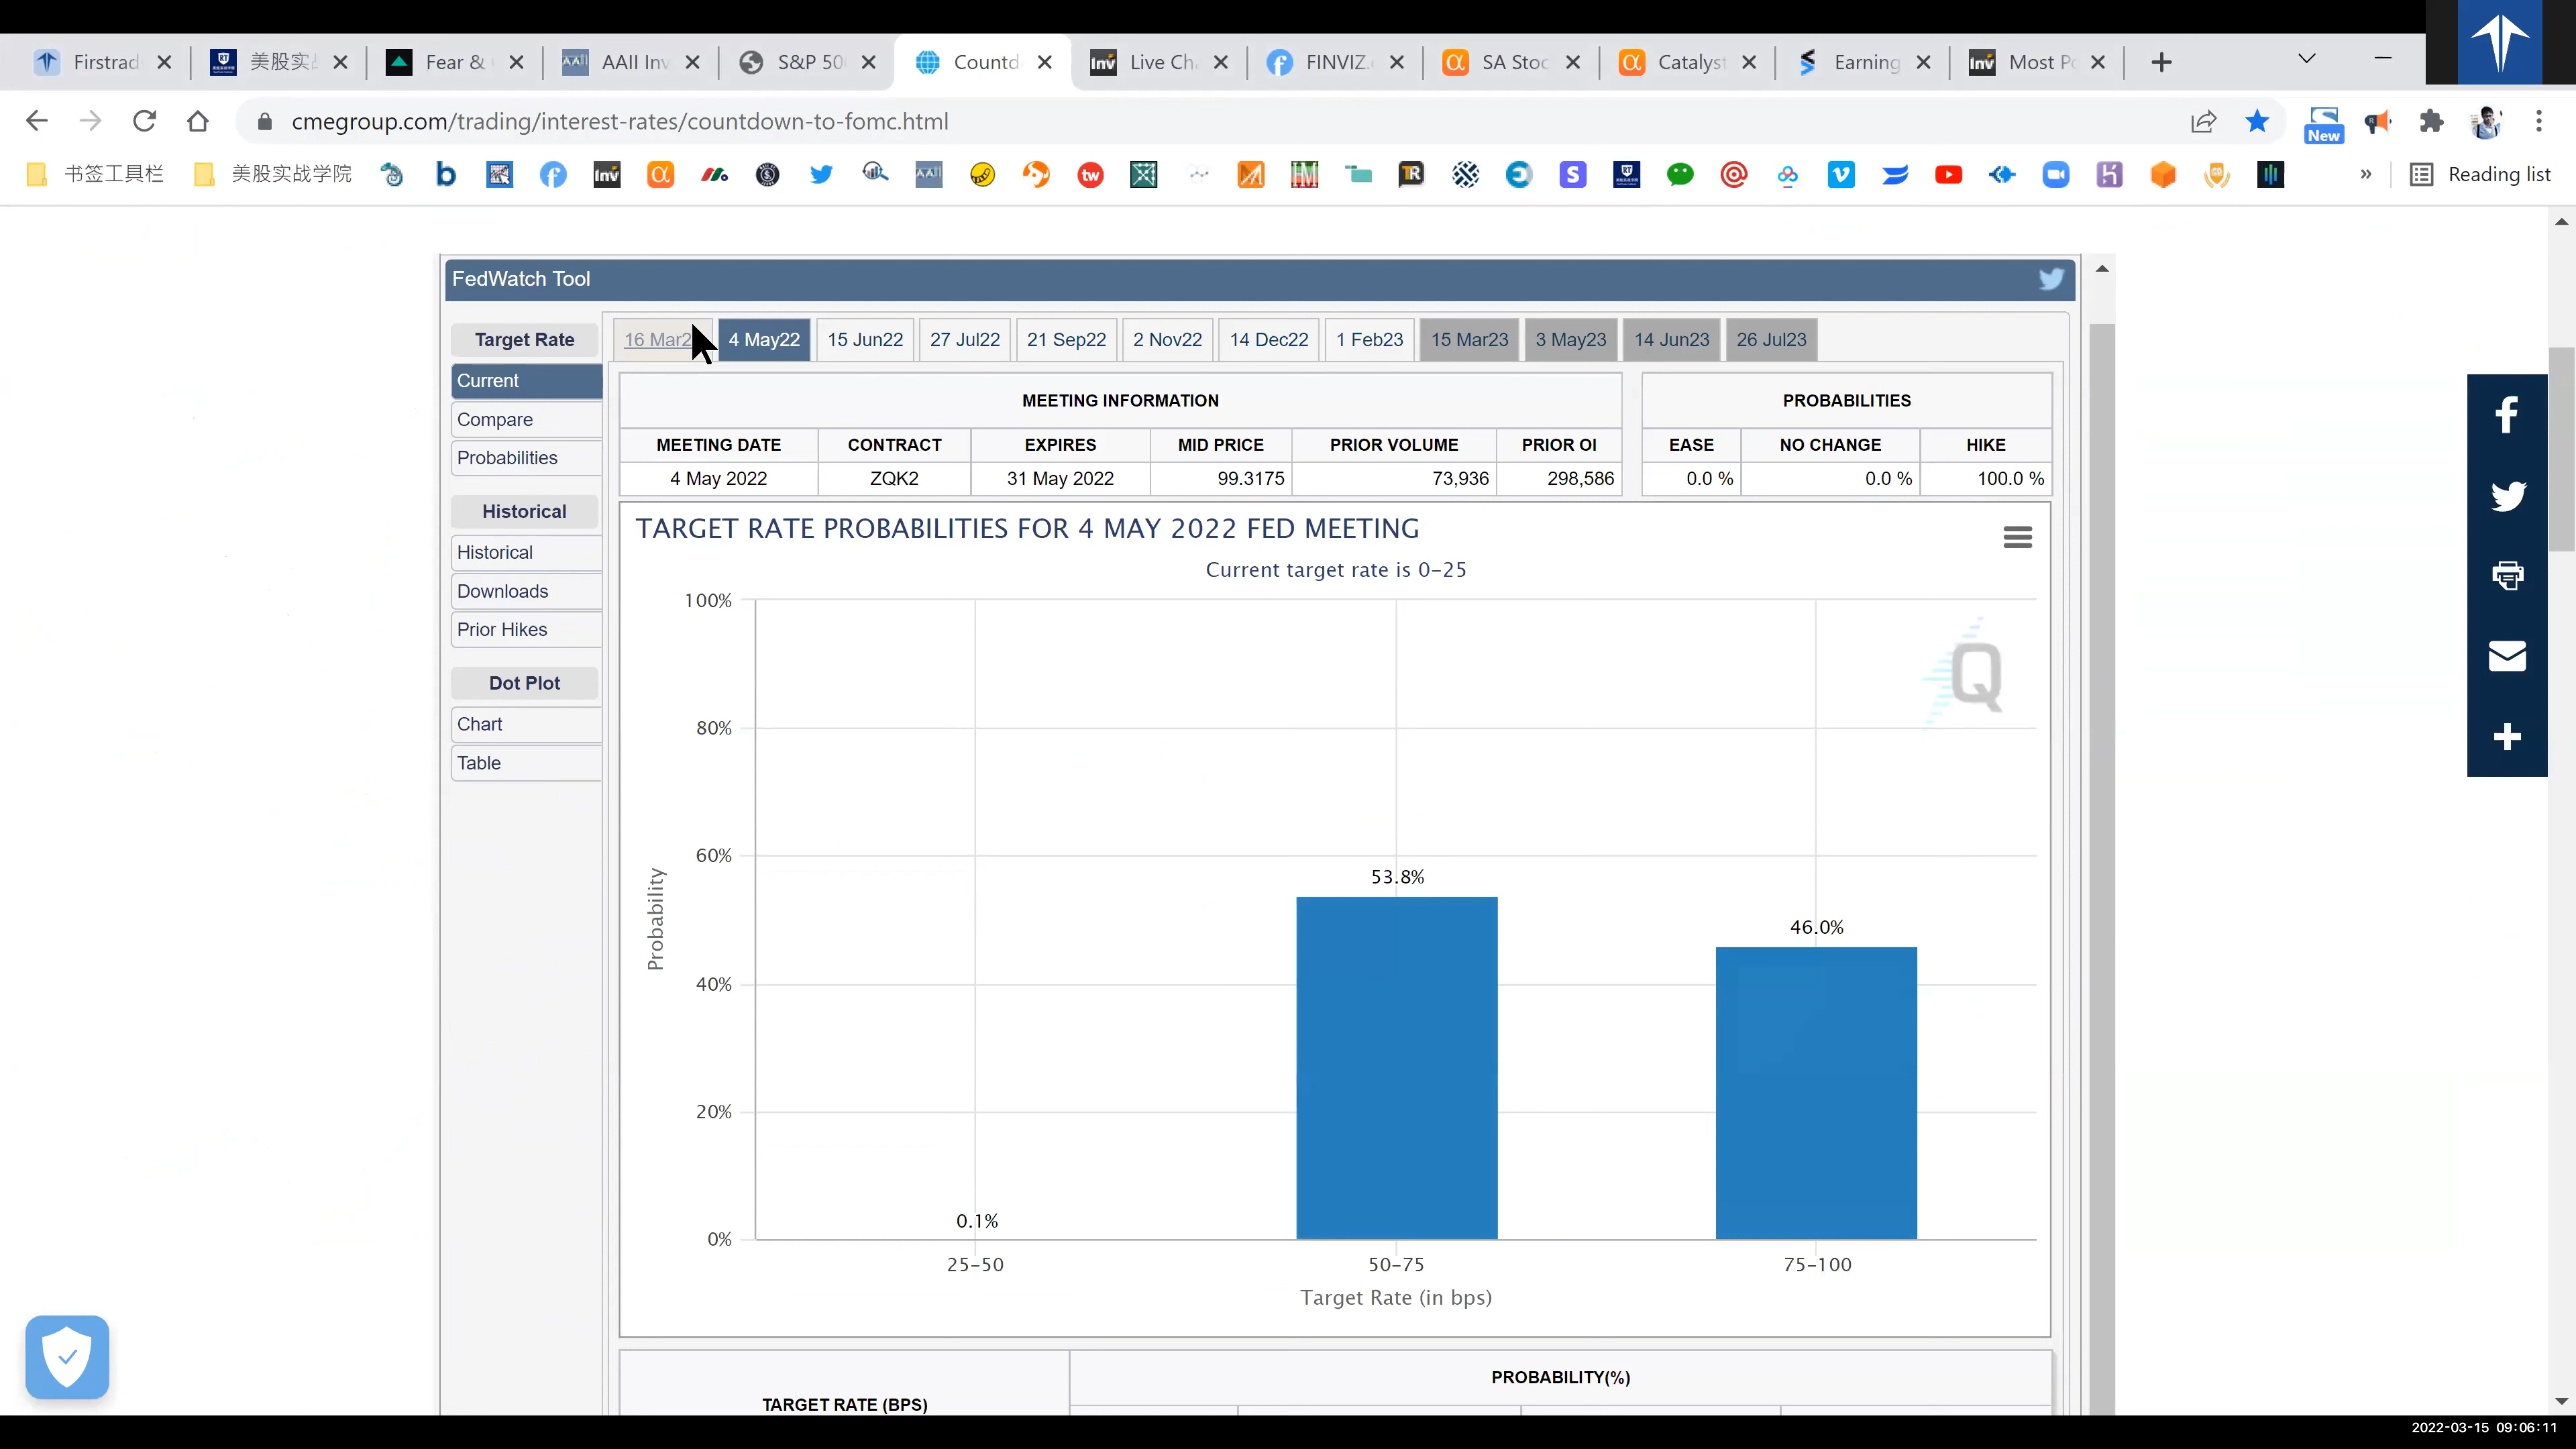 Firstrad
美股实
Fear &
AAII Inv
S&P 50
Countd
Live Ch
FINVIZ.
SA Stoc
Catalys
Earning
Most P
cmegroup.com/trading/interest-rates/countdown-to-fomc.html
New
书签工具栏
美股实战学院
Reading list
FedWatch Tool
Target Rate
Current
Compare
Probabilities
Historical
Historical
Downloads
Prior Hikes
Dot Plot
Chart
Table
16 Mar2 4 May22 15 Jun22 27 Jul22 21 Sep22 2 Nov22 14 Dec22 1 Feb23 15 Mar23 3 May23 14 Jun23 26 Jul23
MEETING INFORMATION
MEETING DATE CONTRACT EXPIRES MID PRICE PRIOR VOLUME PRIOR OI
4 May 2022 ZQK2 31 May 2022 99.3175 73,936 298,586
PROBABILITIES
EASE NO CHANGE HIKE
0.0 % 0.0 % 100.0 %
TARGET RATE PROBABILITIES FOR 4 MAY 2022 FED MEETING
Current target rate is 0-25
100%
80%
60%
40%
20%
0%
Probability
0.1%
53.8%
46.0%
25-50 50-75 75-100
Target Rate (in bps)
Q
TARGET RATE (BPS)
PROBABILITY(%)
2022-03-15 09:06:11